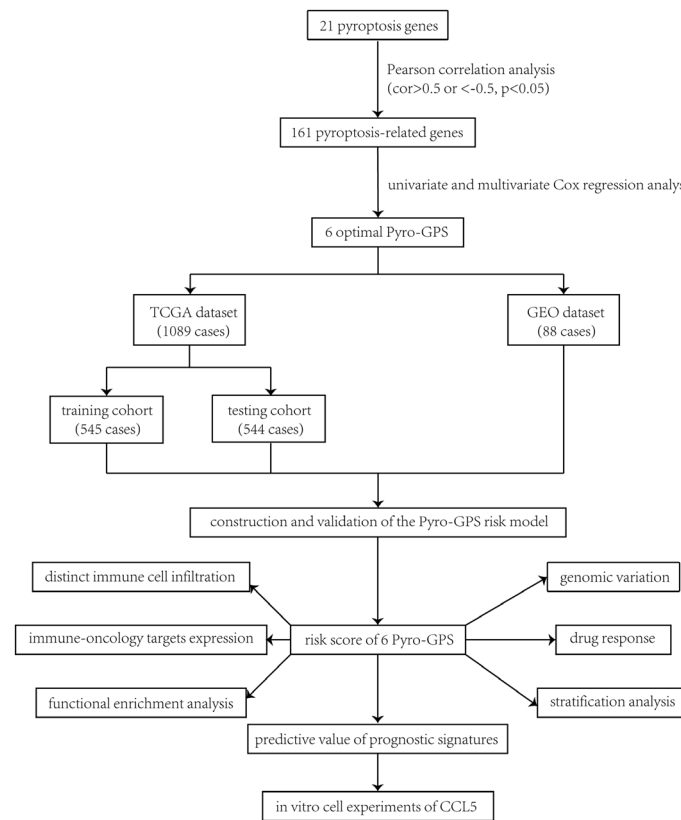 21 pyroptosis genes
Pearson correlation analysis
(cor>0.5 or <-0.5, p<0.05)
161 pyroptosis-related genes
univariate and multivariate Cox regression analys
6 optimal Pyro-GPS
TCGA dataset
(1089 cases)
GEO dataset
(88 cases)
training cohort
(545 cases)
testing cohort
(544 cases)
construction and validation of the Pyro-GPS risk model
distinct immune cell infiltration
genomic variation
immune-oncology targets expression
risk score of 6 Pyro-GPS
drug response
functional enrichment analysis
stratification analysis
predictive value of prognostic signatures
in vitro cell experiments of CCL5